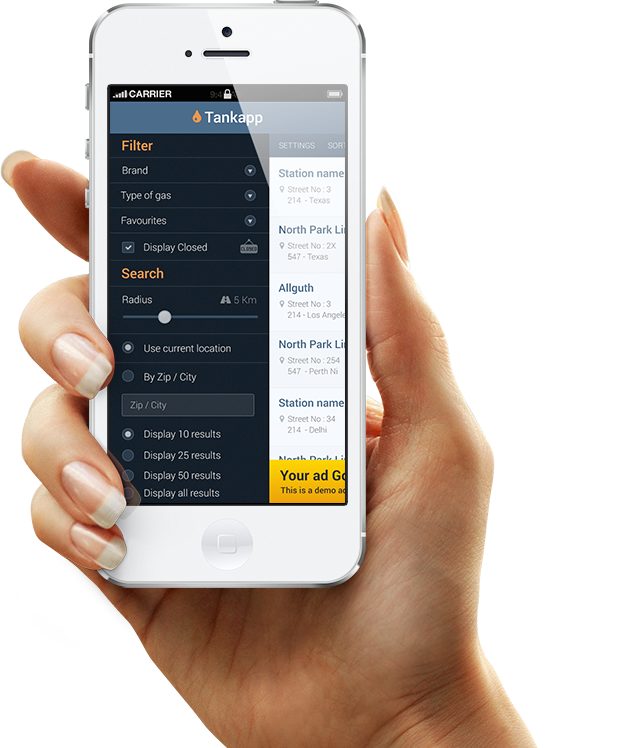 CARRIER 9:4
Tankapp
Filter
Brand
Type of gas
Favourites
Display Closed
CLOSED
Search
Radius 5 Km
Use current location
By Zip / City
Zip / City
Display 10 results
Display 25 results
Display 50 results
Display all results
SETTINGS SORT
Station name
Street No : 3
214 - Texas
North Park Lin
Street No : 2X
547 - Texas
Allguth
Street No : 3
214 - Los Angele
North Park Lin
Street No : 254
547 - Perth Ni
Station name
Street No : 34
214 - Delhi
North Park Lin
Your ad Go
This is a demo ad